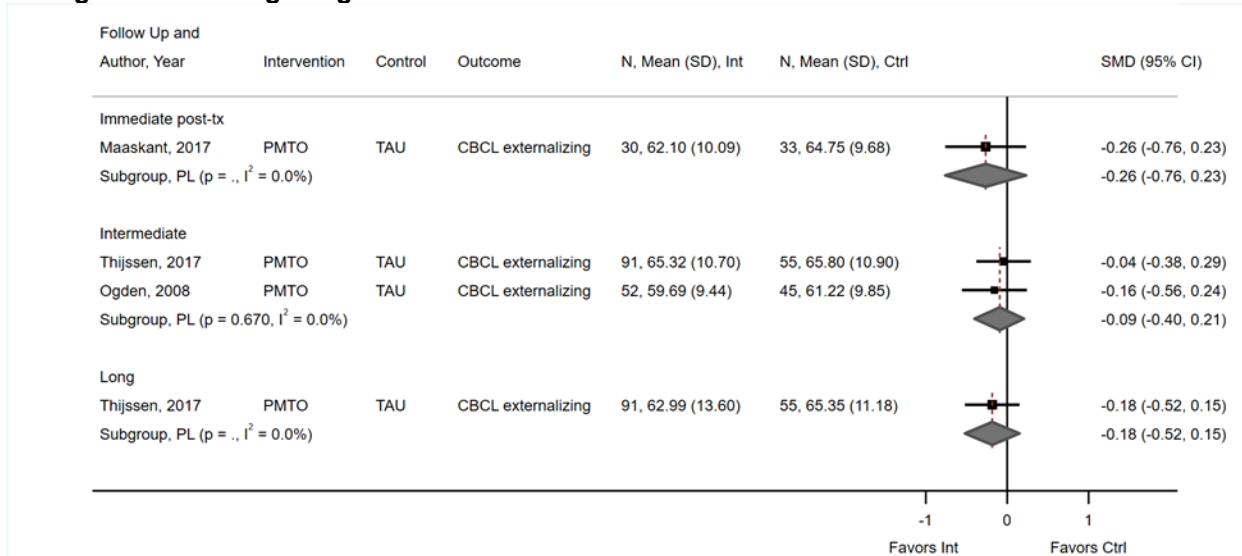 Follow Up and
Author, Year Intervention Control Outcome N, Mean (SD), Int N, Mean (SD), Ctrl SMD (95% CI)
Immediate post-tx
Maaskant, 2017 PMTO TAU CBCL externalizing 30, 62.10 (10.09) 33, 64.75 (9.68) -0.26 (-0.76, 0.23)
Subgroup, PL (p = ., I² = 0.0%) -0.26 (-0.76, 0.23)
Intermediate
Thijssen, 2017 PMTO TAU CBCL externalizing 91, 65.32 (10.70) 55, 65.80 (10.90) -0.04 (-0.38, 0.29)
Ogden, 2008 PMTO TAU CBCL externalizing 52, 59.69 (9.44) 45, 61.22 (9.85) -0.16 (-0.56, 0.24)
Subgroup, PL (p = 0.670, I² = 0.0%) -0.09 (-0.40, 0.21)
Long
Thijssen, 2017 PMTO TAU CBCL externalizing 91, 62.99 (13.60) 55, 65.35 (11.18) -0.18 (-0.52, 0.15)
Subgroup, PL (p = ., I² = 0.0%) -0.18 (-0.52, 0.15)
-1 0 1
Favors Int Favors Ctrl